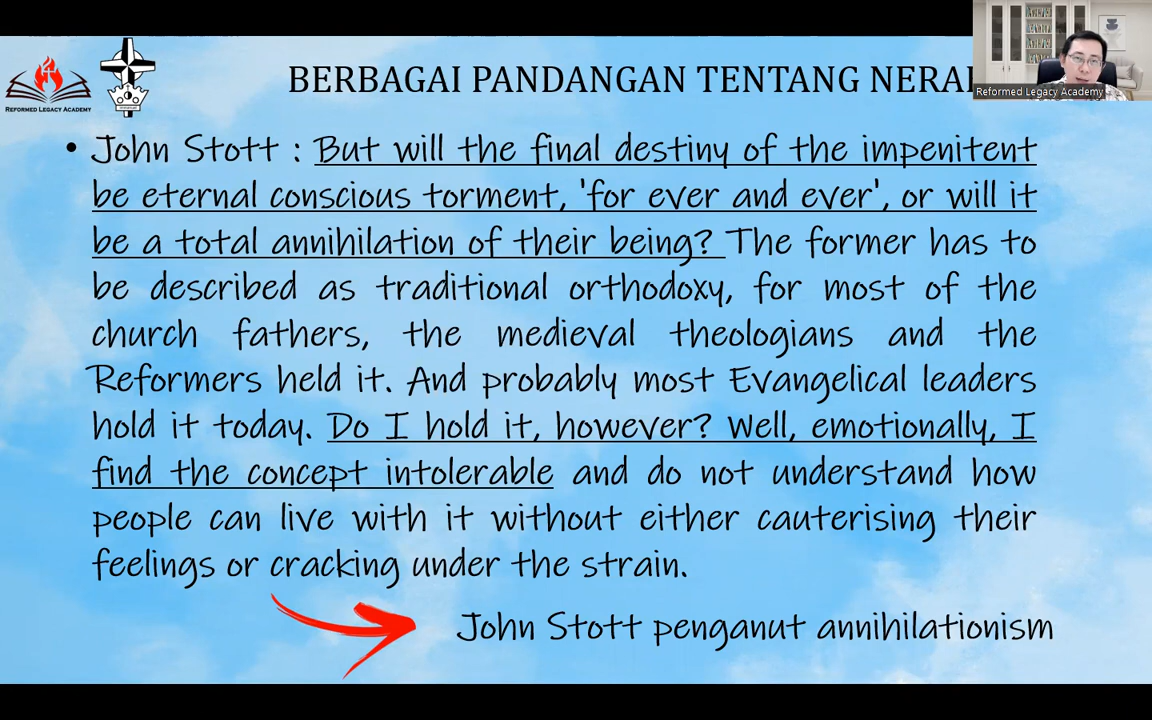 REFORMED LEGACY ACADEMY
BERBAGAI PANDANGAN TENTANG
Reformed Legacy Academy
• John Stott : But will the final destiny of the impenitent
be eternal conscious torment, 'for ever and ever', or will it
be a total annihilation of their being? The former has to
be described as traditional orthodoxy, for most of the
church fathers, the medieval theologians and the
Reformers held it. And probably most Evangelical leaders
hold it today. Do I hold it, however? Well, emotionally, I
find the concept intolerable and do not understand how
people can live with it without either cauterising their
feelings or cracking under the strain.
John Stott penganut annihilationism